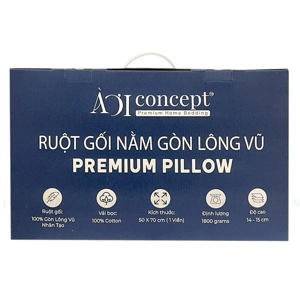 ÀƠI concept®
Premium Home Bedding
RUỘT GỐI NẰM GÒN LÔNG VŨ
PREMIUM PILLOW
Ruột gối: Vải bọc: Kích thước: Định lượng Độ cao
100% Gòn Lông Vũ 100% Cotton 50 X 70 cm ( 1 Viền) 1800 grams 14 - 15 cm
Nhân Tạo